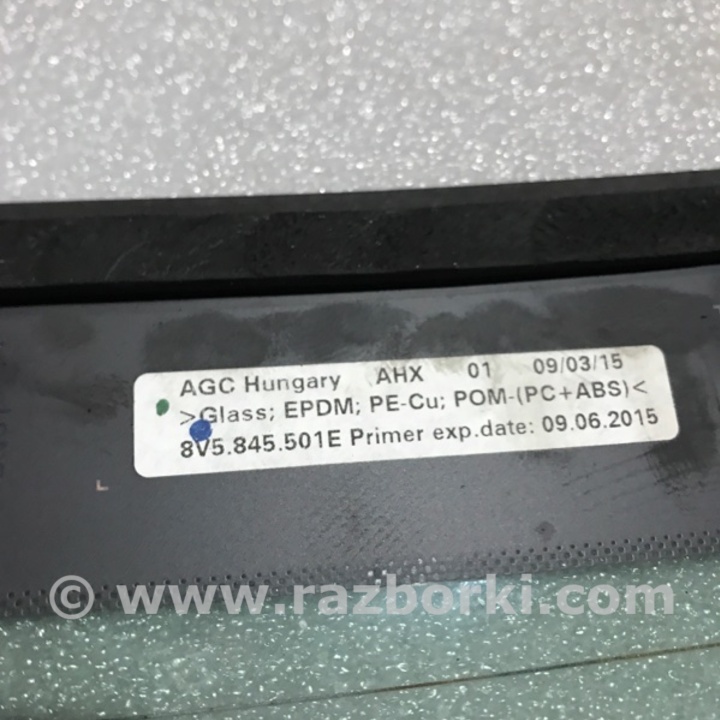 AGC Hungary AHX 01 09/03/15
>Glass; EPDM; PE-Cu; POM-(PC+ABS)<
8V5.845.501E Primer exp.date: 09.06.2015
© www.razborki.com